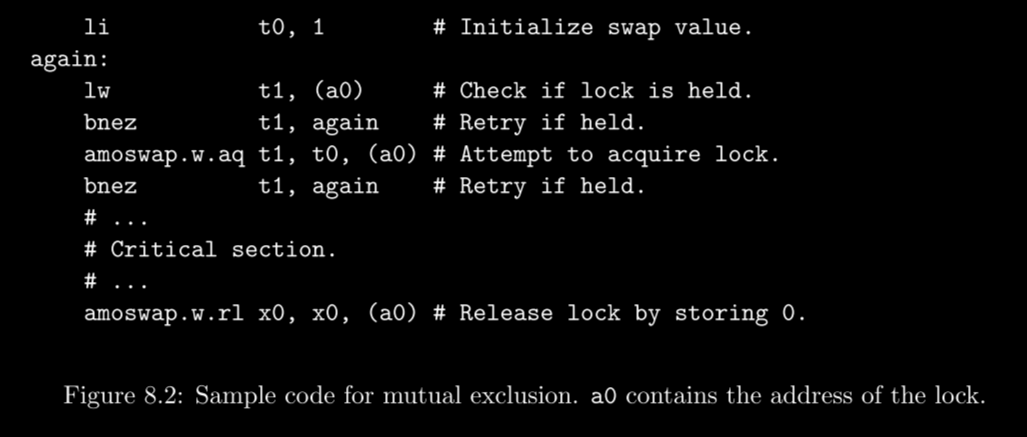 li t0, 1 # Initialize swap value.
again:
lw t1, (a0) # Check if lock is held.
bnez t1, again # Retry if held.
amoswap.w.aq t1, t0, (a0) # Attempt to acquire lock.
bnez t1, again # Retry if held.
# ...
# Critical section.
# ...
amoswap.w.rl x0, x0, (a0) # Release lock by storing 0.
Figure 8.2: Sample code for mutual exclusion. a0 contains the address of the lock.